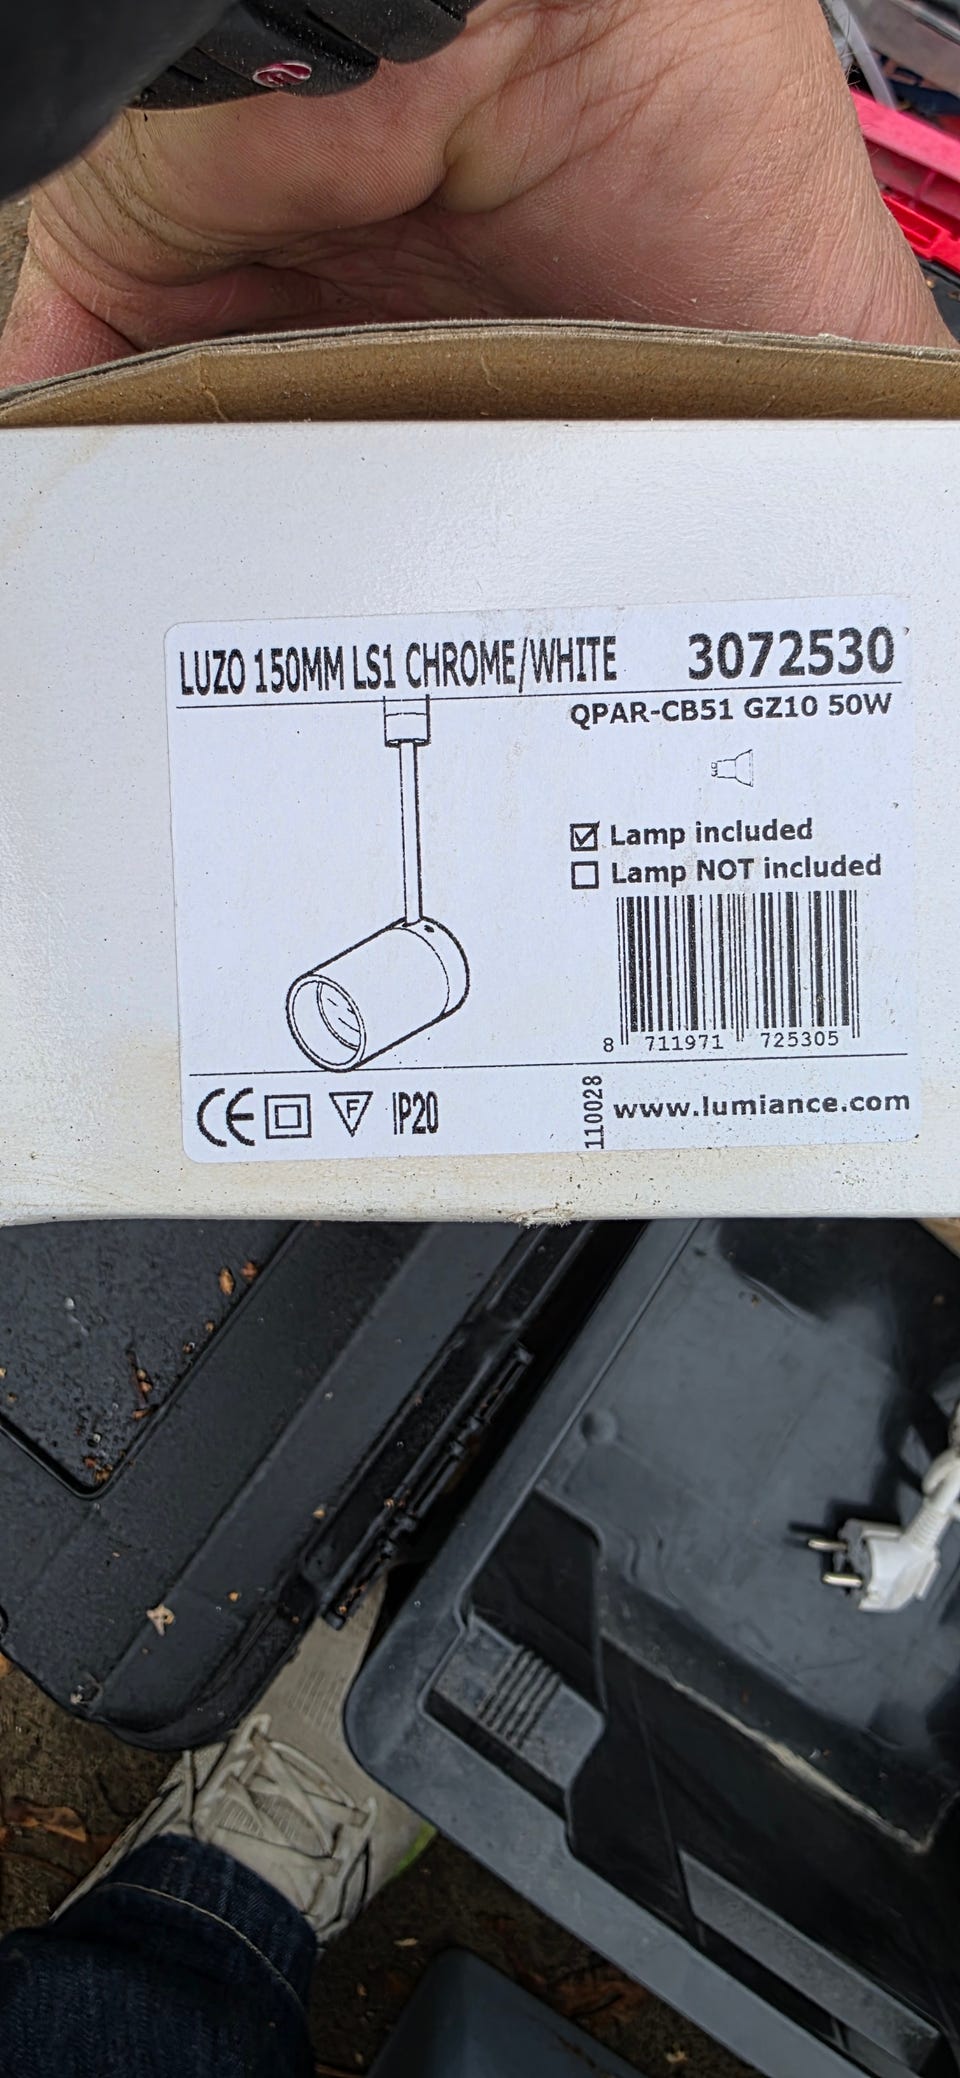 LUZO 150MM LS1 CHROME/WHITE 3072530
QPAR-CB51 GZ10 50W
Lamp included
Lamp NOT included
8 711971 725305
CE F IP20
110028
www.lumiance.com